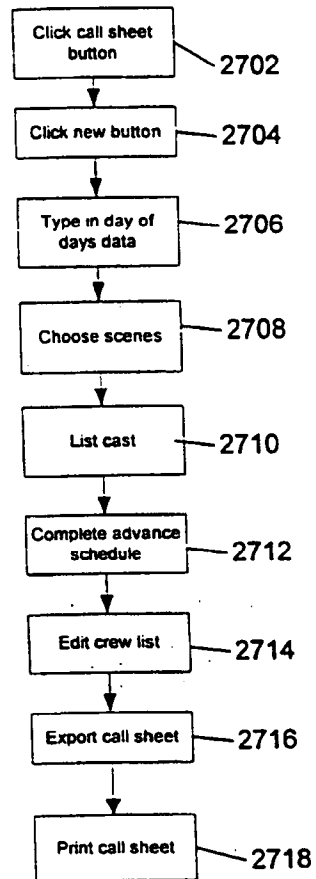 Click call sheet
button
2702
Click new button
2704
Type in day of
days data
2706
Choose scenes
2708
List cast
2710
Complete advance
schedule
2712
Edit crew list
2714
Export call sheet
2716
Print call sheet
2718